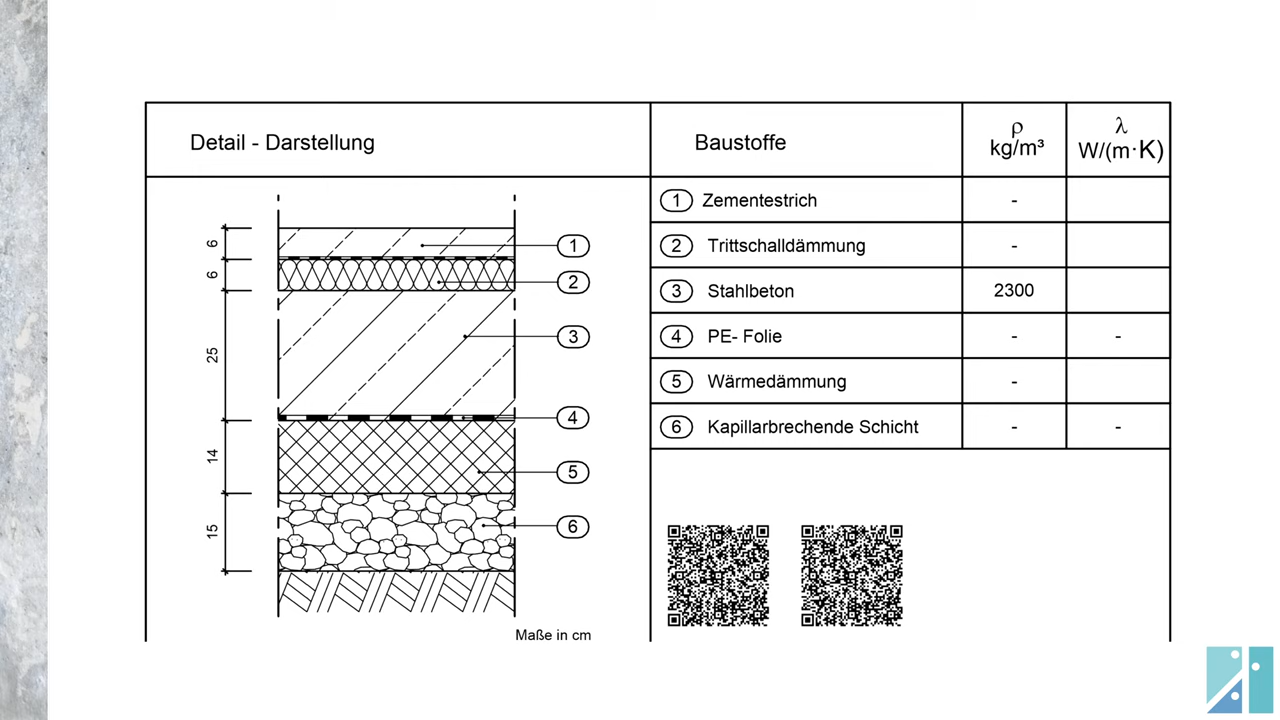 Detail - Darstellung
Baustoffe
ρ
kg/m³
λ
W/(m·K)
1 Zementestrich -
2 Trittschalldämmung -
3 Stahlbeton 2300
4 PE- Folie - -
5 Wärmedämmung -
6 Kapillarbrechende Schicht - -
6
1
6
2
25
3
4
14
5
15
6
Maße in cm